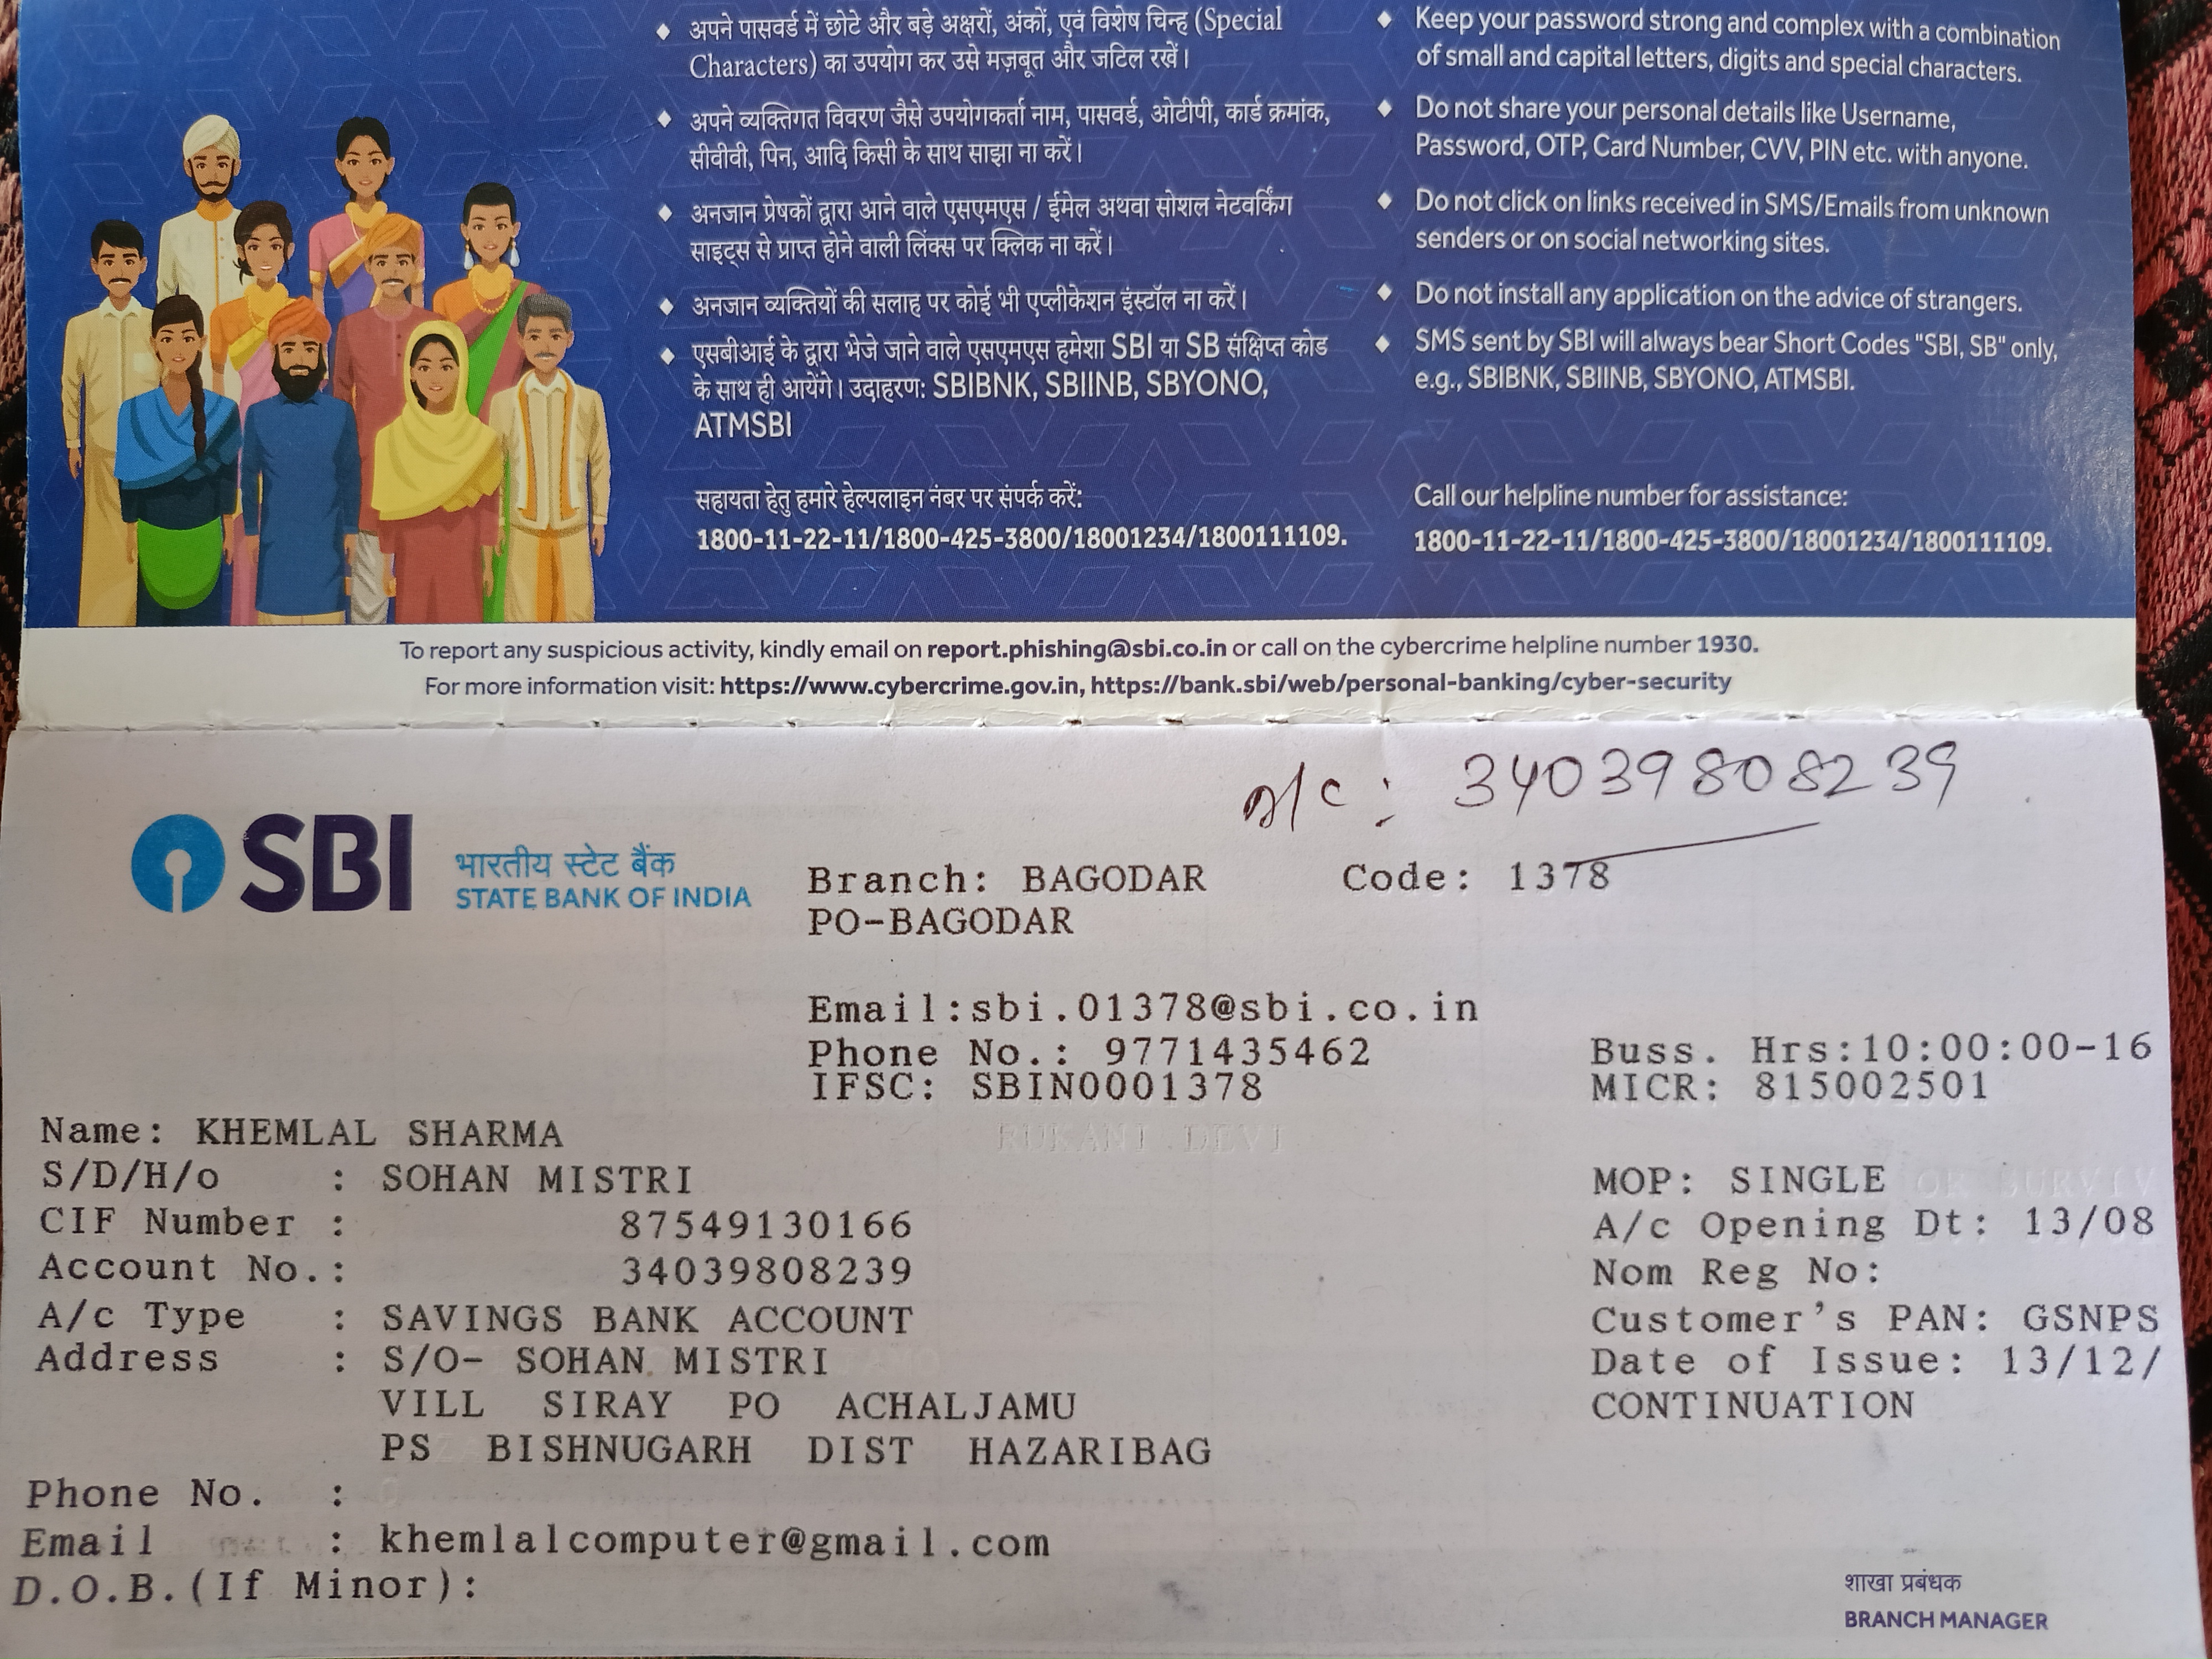 अपने पासवर्ड में छोटे और बड़े अक्षरों, अंकों, एवं विशेष चिन्ह (Special
Characters) का उपयोग कर उसे मज़बूत और जटिल रखें।
अपने व्यक्तिगत विवरण जैसे उपयोगकर्ता नाम, पासवर्ड, ओटीपी, कार्ड क्रमांक,
सीवीवी, पिन, आदि किसी के साथ साझा ना करें।
अनजान प्रेषकों द्वारा आने वाले एसएमएस / ईमेल अथवा सोशल नेटवर्किंग
साइट्स से प्राप्त होने वाली लिंक्स पर क्लिक ना करें।
अनजान व्यक्तियों की सलाह पर कोई भी एप्लीकेशन इंस्टॉल ना करें।
एसबीआई के द्वारा भेजे जाने वाले एसएमएस हमेशा SBI या SB संक्षिप्त कोड
के साथ ही आयेंगे। उदाहरण: SBIBNK, SBIINB, SBYONO,
ATMSBI
सहायता हेतु हमारे हेल्पलाइन नंबर पर संपर्क करें:
1800-11-22-11/1800-425-3800/18001234/1800111109.
Keep your password strong and complex with a combination
of small and capital letters, digits and special characters.
Do not share your personal details like Username,
Password, OTP, Card Number, CVV, PIN etc. with anyone.
Do not click on links received in SMS/Emails from unknown
senders or on social networking sites.
Do not install any application on the advice of strangers.
SMS sent by SBI will always bear Short Codes "SBI, SB" only,
e.g., SBIBNK, SBIINB, SBYONO, ATMSBI.
Call our helpline number for assistance:
1800-11-22-11/1800-425-3800/18001234/1800111109.
To report any suspicious activity, kindly email on report.phishing@sbi.co.in or call on the cybercrime helpline number 1930.
For more information visit: https://www.cybercrime.gov.in, https://bank.sbi/web/personal-banking/cyber-security
a/c: 34039808239
SBI
भारतीय स्टेट बैंक
STATE BANK OF INDIA
Branch: BAGODAR Code: 1378
PO-BAGODAR
Email:sbi.01378@sbi.co.in
Phone No.: 9771435462 Buss. Hrs:10:00:00-16
IFSC: SBIN0001378 MICR: 815002501
Name: KHEMLAL SHARMA RUKANI DEVI
S/D/H/o : SOHAN MISTRI MOP: SINGLE OR SURVIV
CIF Number : 87549130166 A/c Opening Dt: 13/08
Account No.: 34039808239 Nom Reg No:
A/c Type : SAVINGS BANK ACCOUNT Customer's PAN: GSNPS
Address : S/O- SOHAN MISTRI Date of Issue: 13/12/
VILL SIRAY PO ACHALJAMU CONTINUATION
PS BISHNUGARH DIST HAZARIBAG
Phone No. :
Email : khemlalcomputer@gmail.com
D.O.B.(If Minor):
शाखा प्रबंधक
BRANCH MANAGER